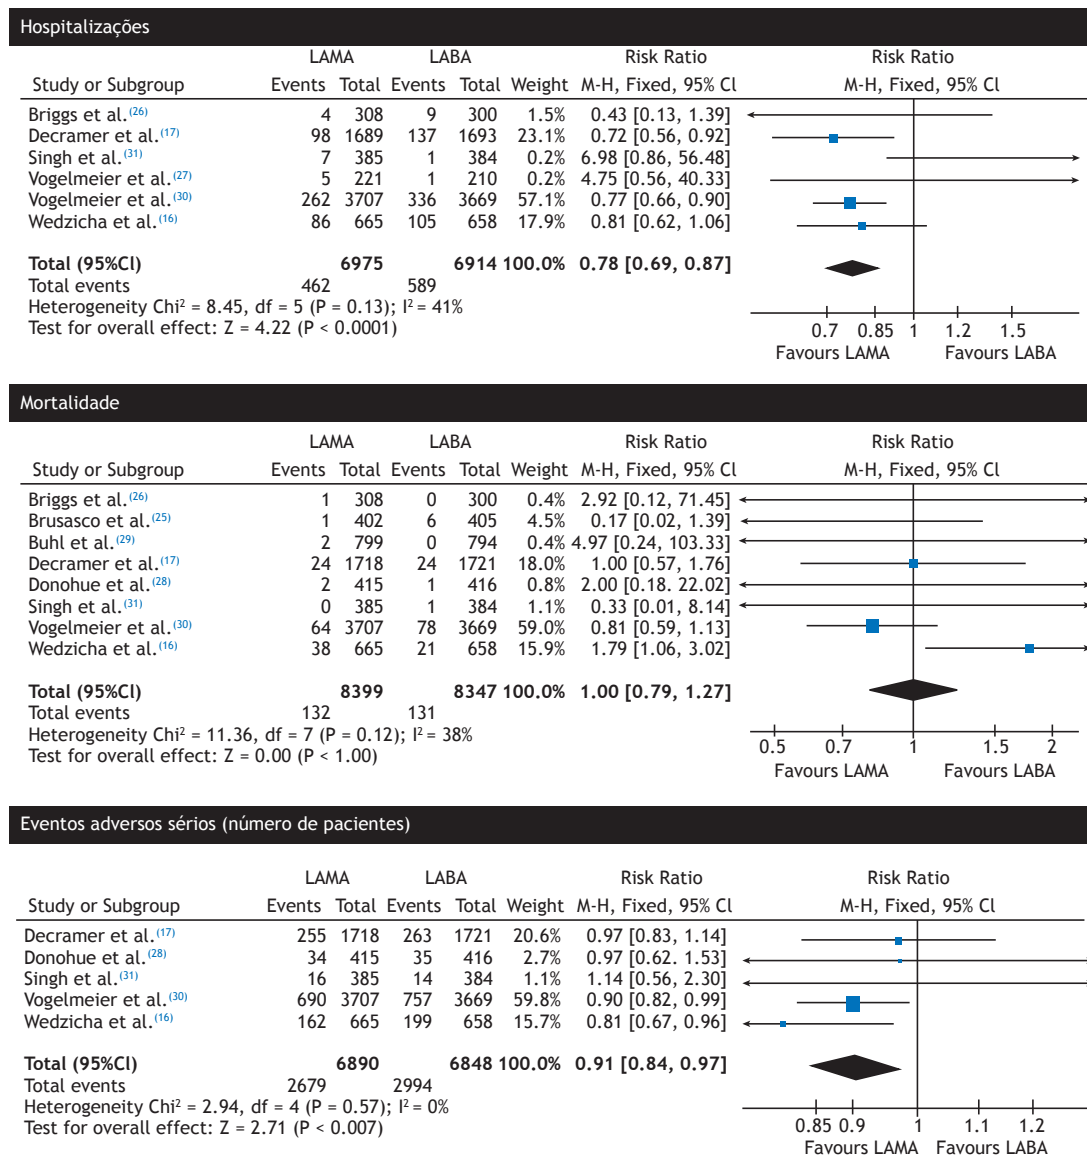 Hospitalizações
LAMA LABA Risk Ratio Risk Ratio
Study or Subgroup Events Total Events Total Weight M-H, Fixed, 95% Cl M-H, Fixed, 95% Cl
Briggs et al.(26) 4 308 9 300 1.5% 0.43 [0.13, 1.39]
Decramer et al.(17) 98 1689 137 1693 23.1% 0.72 [0.56, 0.92]
Singh et al.(31) 7 385 1 384 0.2% 6.98 [0.86, 56.48]
Vogelmeier et al.(27) 5 221 1 210 0.2% 4.75 [0.56, 40.33]
Vogelmeier et al.(30) 262 3707 336 3669 57.1% 0.77 [0.66, 0.90]
Wedzicha et al.(16) 86 665 105 658 17.9% 0.81 [0.62, 1.06]
Total (95%Cl) 6975 6914 100.0% 0.78 [0.69, 0.87]
Total events 462 589
Heterogeneity Chi² = 8.45, df = 5 (P = 0.13); I² = 41%
Test for overall effect: Z = 4.22 (P < 0.0001)
0.7 0.85 1 1.2 1.5
Favours LAMA Favours LABA
Mortalidade
LAMA LABA Risk Ratio Risk Ratio
Study or Subgroup Events Total Events Total Weight M-H, Fixed, 95% Cl M-H, Fixed, 95% Cl
Briggs et al.(26) 1 308 0 300 0.4% 2.92 [0.12, 71.45]
Brusasco et al.(25) 1 402 6 405 4.5% 0.17 [0.02, 1.39]
Buhl et al.(29) 2 799 0 794 0.4% 4.97 [0.24, 103.33]
Decramer et al.(17) 24 1718 24 1721 18.0% 1.00 [0.57, 1.76]
Donohue et al.(28) 2 415 1 416 0.8% 2.00 [0.18. 22.02]
Singh et al.(31) 0 385 1 384 1.1% 0.33 [0.01, 8.14]
Vogelmeier et al.(30) 64 3707 78 3669 59.0% 0.81 [0.59, 1.13]
Wedzicha et al.(16) 38 665 21 658 15.9% 1.79 [1.06, 3.02]
Total (95%Cl) 8399 8347 100.0% 1.00 [0.79, 1.27]
Total events 132 131
Heterogeneity Chi² = 11.36, df = 7 (P = 0.12); I² = 38%
Test for overall effect: Z = 0.00 (P < 1.00)
0.5 0.7 1 1.5 2
Favours LAMA Favours LABA
Eventos adversos sérios (número de pacientes)
LAMA LABA Risk Ratio Risk Ratio
Study or Subgroup Events Total Events Total Weight M-H, Fixed, 95% Cl M-H, Fixed, 95% Cl
Decramer et al.(17) 255 1718 263 1721 20.6% 0.97 [0.83, 1.14]
Donohue et al.(28) 34 415 35 416 2.7% 0.97 [0.62. 1.53]
Singh et al.(31) 16 385 14 384 1.1% 1.14 [0.56, 2.30]
Vogelmeier et al.(30) 690 3707 757 3669 59.8% 0.90 [0.82, 0.99]
Wedzicha et al.(16) 162 665 199 658 15.7% 0.81 [0.67, 0.96]
Total (95%Cl) 6890 6848 100.0% 0.91 [0.84, 0.97]
Total events 2679 2994
Heterogeneity Chi² = 2.94, df = 4 (P = 0.57); I² = 0%
Test for overall effect: Z = 2.71 (P < 0.007)
0.85 0.9 1 1.1 1.2
Favours LAMA Favours LABA